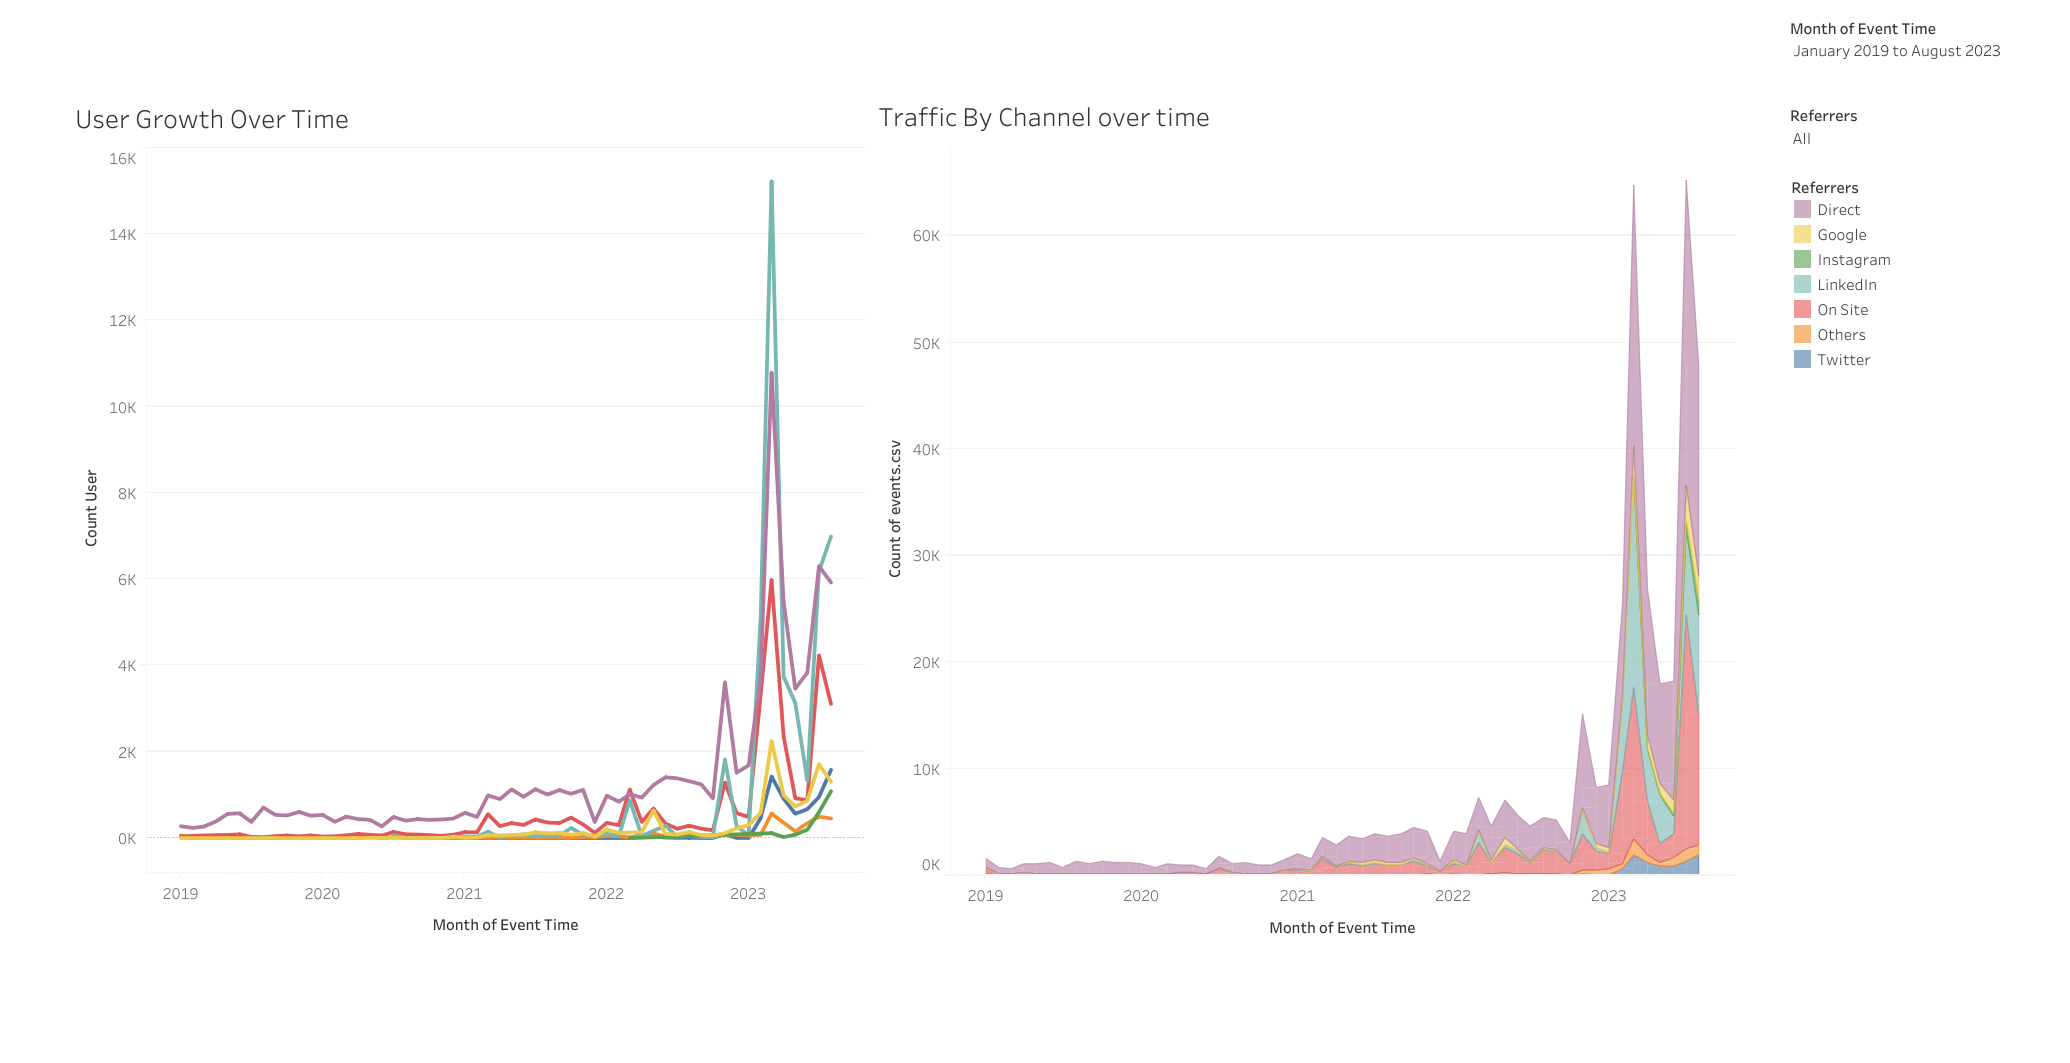 Month of Event Time
January 2019 to August 2023
User Growth Over Time
16K
14K
12K
10K
8K
6K
4K
2K
0K
Count User
2019
2020
2021
2022
2023
Month of Event Time
Traffic By Channel over time
60K
50K
40K
30K
20K
10K
0K
Count of events.csv
2019
2020
2021
2022
2023
Month of Event Time
Referrers
All
Referrers
Direct
Google
Instagram
LinkedIn
On Site
Others
Twitter